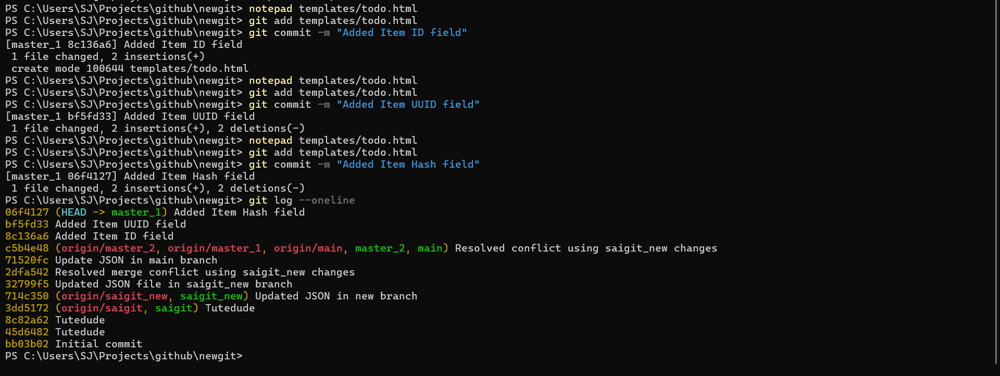 PS C:\Users\SJ\Projects\github\newgit> notepad templates/todo.html
PS C:\Users\SJ\Projects\github\newgit> git add templates/todo.html
PS C:\Users\SJ\Projects\github\newgit> git commit -m "Added Item ID field"
[master_1 8c136a6] Added Item ID field
 1 file changed, 2 insertions(+)
 create mode 100644 templates/todo.html
PS C:\Users\SJ\Projects\github\newgit> notepad templates/todo.html
PS C:\Users\SJ\Projects\github\newgit> git add templates/todo.html
PS C:\Users\SJ\Projects\github\newgit> git commit -m "Added Item UUID field"
[master_1 bf5fd33] Added Item UUID field
 1 file changed, 2 insertions(+), 2 deletions(-)
PS C:\Users\SJ\Projects\github\newgit> notepad templates/todo.html
PS C:\Users\SJ\Projects\github\newgit> git add templates/todo.html
PS C:\Users\SJ\Projects\github\newgit> git commit -m "Added Item Hash field"
[master_1 06f4127] Added Item Hash field
 1 file changed, 2 insertions(+), 2 deletions(-)
PS C:\Users\SJ\Projects\github\newgit> git log --oneline
06f4127 (HEAD -> master_1) Added Item Hash field
bf5fd33 Added Item UUID field
8c136a6 Added Item ID field
c5b4e48 (origin/master_2, origin/master_1, origin/main, master_2, main) Resolved conflict using saigit_new changes
71520fc Update JSON in main branch
2dfa542 Resolved merge conflict using saigit_new changes
32799f5 Updated JSON file in saigit_new branch
714c350 (origin/saigit_new, saigit_new) Updated JSON in new branch
3dd5172 (origin/saigit, saigit) Tutedude
8c82a62 Tutedude
45d6482 Tutedude
bb03b02 Initial commit
PS C:\Users\SJ\Projects\github\newgit>